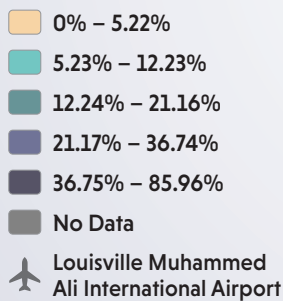 0% – 5.22%
5.23% – 12.23%
12.24% – 21.16%
21.17% – 36.74%
36.75% – 85.96%
No Data
Louisville Muhammed
Ali International Airport